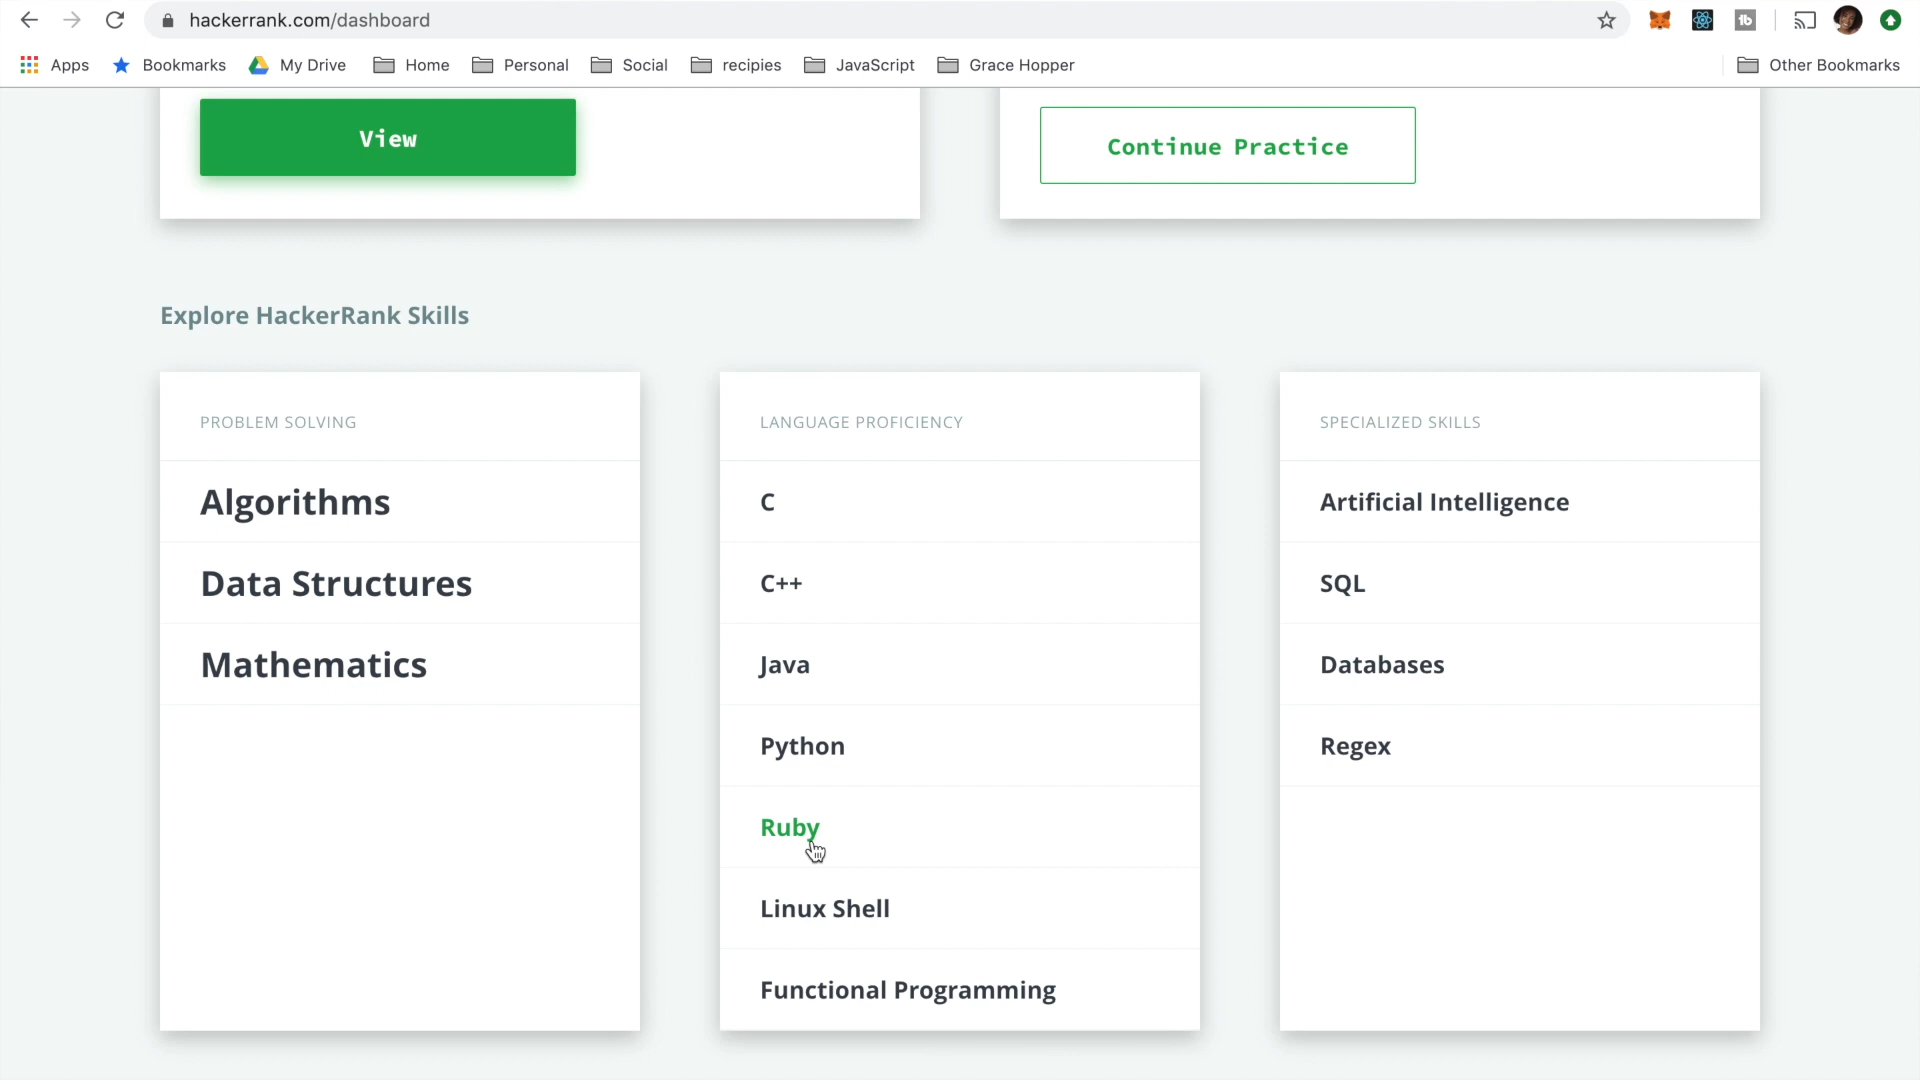 hackerrank.com/dashboard
Apps Bookmarks My Drive Home Personal Social recipies JavaScript Grace Hopper Other Bookmarks
View
Continue Practice
Explore HackerRank Skills
PROBLEM SOLVING
Algorithms
Data Structures
Mathematics
LANGUAGE PROFICIENCY
C
C++
Java
Python
Ruby
Linux Shell
Functional Programming
SPECIALIZED SKILLS
Artificial Intelligence
SQL
Databases
Regex